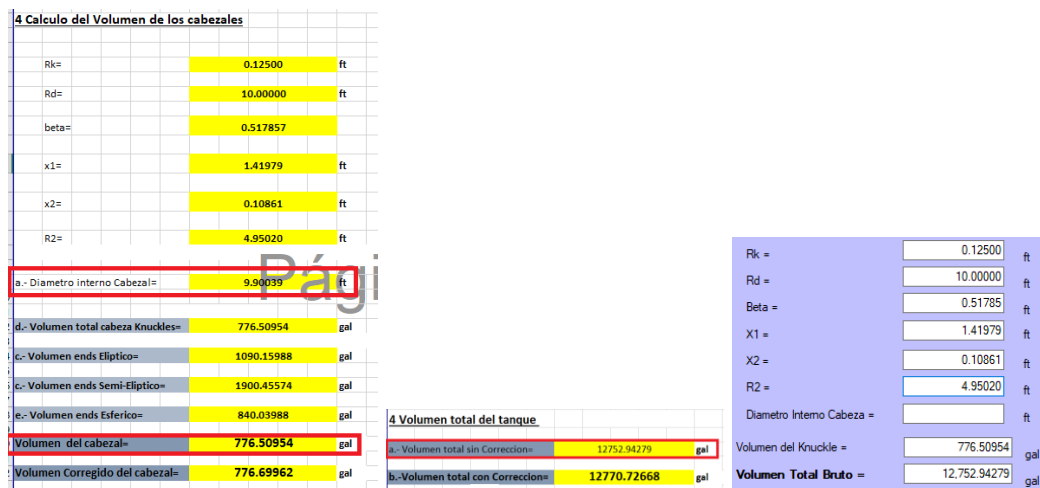 4 Calculo del Volumen de los cabezales
Rk= 0.12500 ft
Rd= 10.00000 ft
beta= 0.517857
x1= 1.41979 ft
x2= 0.10861 ft
R2= 4.95020 ft
Pági
a.- Diametro interno Cabezal= 9.90039 ft
d.- Volumen total cabeza Knuckles= 776.50954 gal
c.- Volumen ends Eliptico= 1090.15988 gal
c.- Volumen ends Semi-Eliptico= 1900.45574 gal
e.- Volumen ends Esferico= 840.03988 gal
Volumen del cabezal= 776.50954 gal
Volumen Corregido del cabezal= 776.69962 gal
4 Volumen total del tanque
a.- Volumen total sin Correccion= 12752.94279 gal
b.-Volumen total con Correccion= 12770.72668 gal
Rk = 0.12500 ft
Rd = 10.00000 ft
Beta = 0.51785 ft
X1 = 1.41979 ft
X2 = 0.10861 ft
R2 = 4.95020 ft
Diametro Interno Cabeza = ft
Volumen del Knuckle = 776.50954 gal
Volumen Total Bruto = 12,752.94279 gal